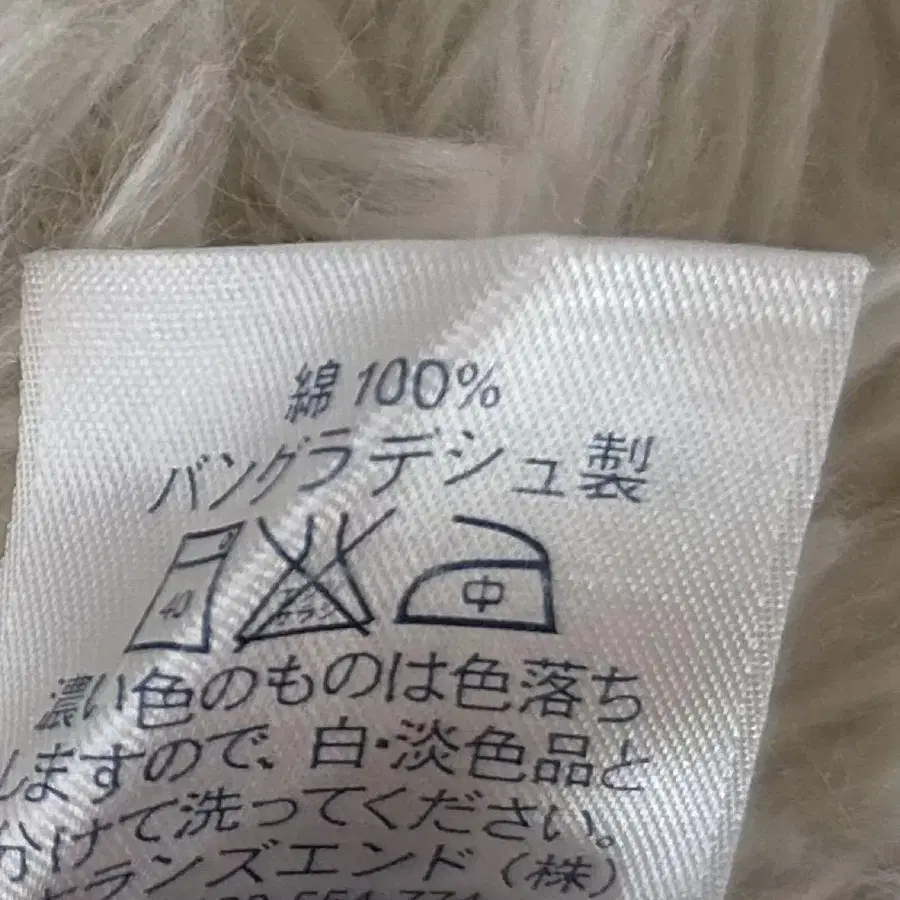 綿 100%
バングラデシュ製
40
中
濃い色のものは色落ち
しますので、白・淡色品と
分けて洗ってください。
ランズエンド(株)